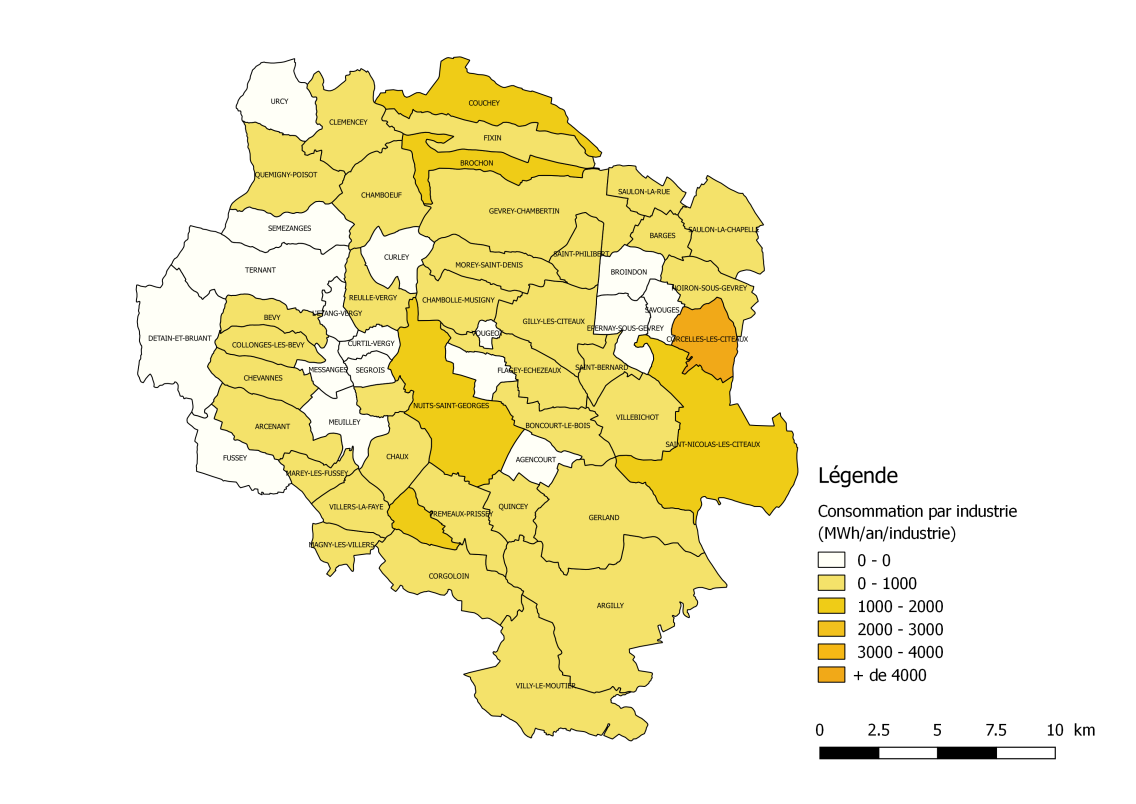 COUCHEY
URCY
CLEMENCEY
FIXIN
BROCHON
QUEMIGNY-POISOT
CHAMBOEUF
SAULON-LA-RUE
GEVREY-CHAMBERTIN
SEMEZANGES
SAULON-LA-CHAPELLE
BARGES
SAINT-PHILIBERT
CURLEY
MOREY-SAINT-DENIS
TERNANT
BROINDON
NOIRON-SOUS-GEVREY
REULLE-VERGY
CHAMBOLLE-MUSIGNY
SAVOUGES
L'ETANG-VERGY
BEVY
GILLY-LES-CITEAUX
EPERNAY-SOUS-GEVREY
VOUGEOT
DETAIN-ET-BRUANT
CORCELLES-LES-CITEAUX
COLLONGES-LES-BEVY
CURTIL-VERGY
MESSANGES
SEGROIS
FLAGEY-ECHEZEAUX
SAINT-BERNARD
CHEVANNES
NUITS-SAINT-GEORGES
VILLEBICHOT
MEUILLEY
ARCENANT
BONCOURT-LE-BOIS
SAINT-NICOLAS-LES-CITEAUX
FUSSEY
CHAUX
AGENCOURT
MAREY-LES-FUSSEY
VILLERS-LA-FAYE
QUINCEY
PREMEAUX-PRISSEY
GERLAND
MAGNY-LES-VILLERS
CORGOLOIN
ARGILLY
VILLY-LE-MOUTIER
Légende
Consommation par industrie
(MWh/an/industrie)
0 - 0
0 - 1000
1000 - 2000
2000 - 3000
3000 - 4000
+ de 4000
0 2.5 5 7.5 10 km